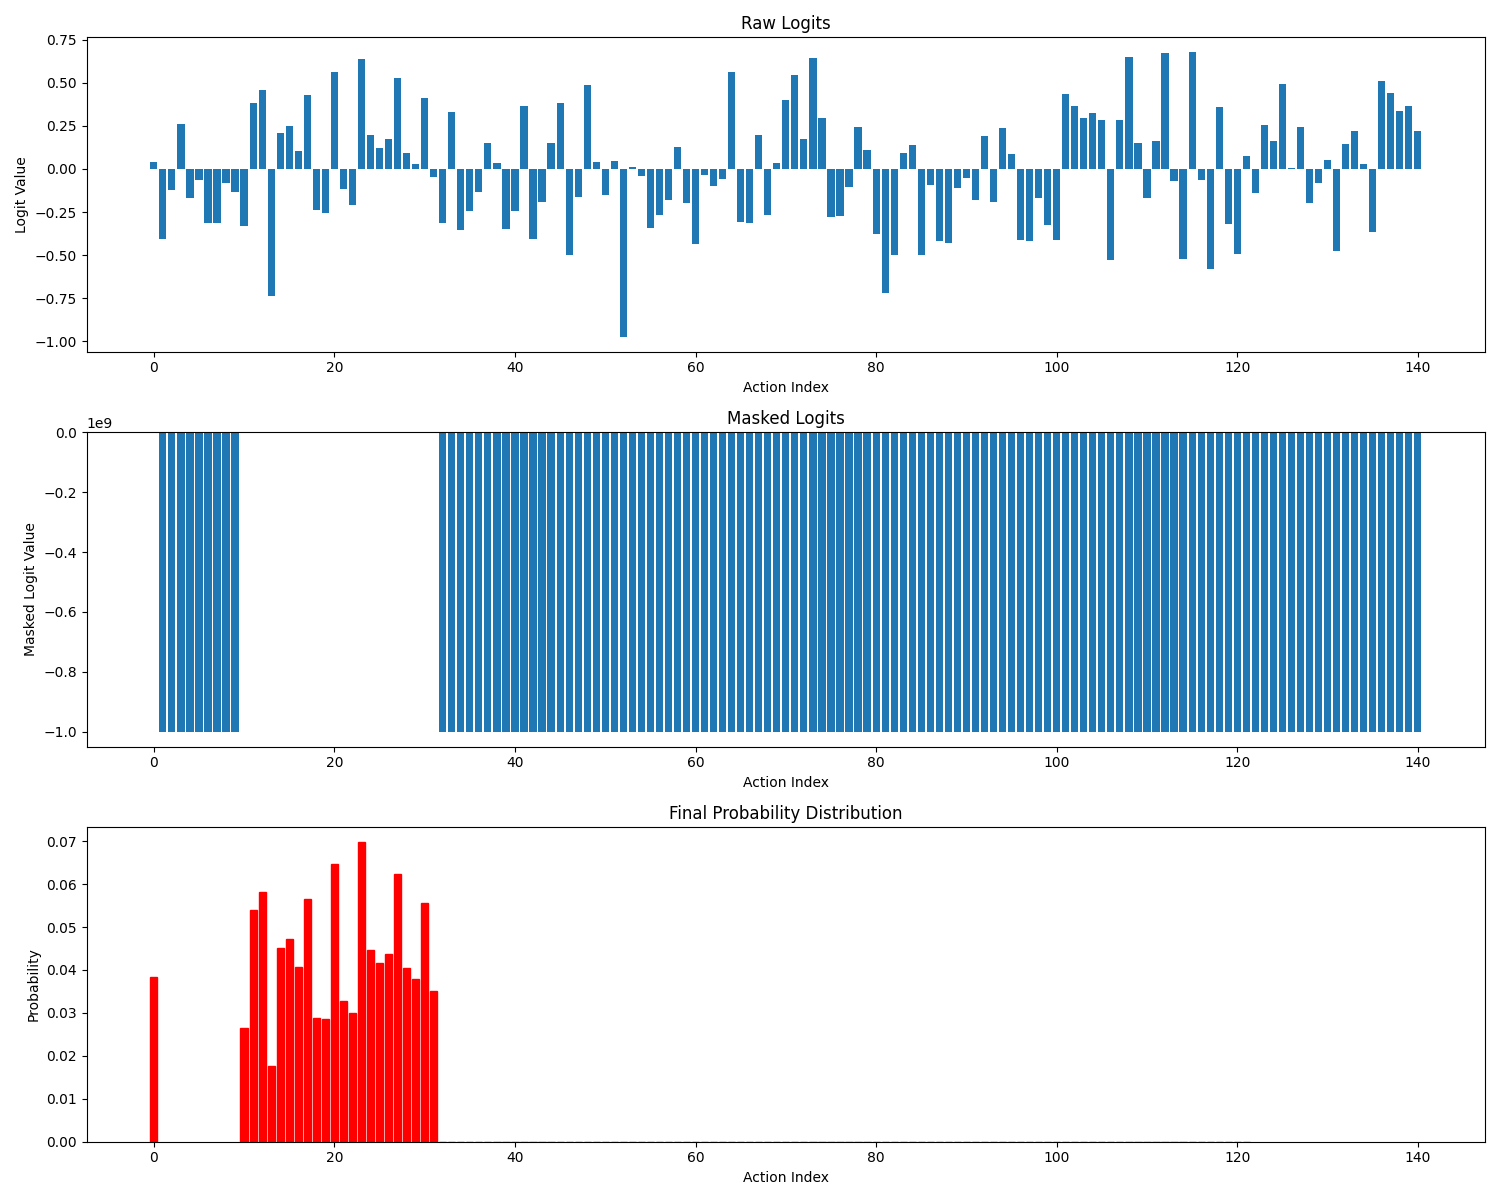 Raw Logits
0.75
0.50
0.25
0.00
−0.25
−0.50
−0.75
−1.00
Logit Value
0 20 40 60 80 100 120 140
Action Index
Masked Logits
1e9
0.0
−0.2
−0.4
−0.6
−0.8
−1.0
Masked Logit Value
0 20 40 60 80 100 120 140
Action Index
Final Probability Distribution
0.07
0.06
0.05
0.04
0.03
0.02
0.01
0.00
Probability
0 20 40 60 80 100 120 140
Action Index